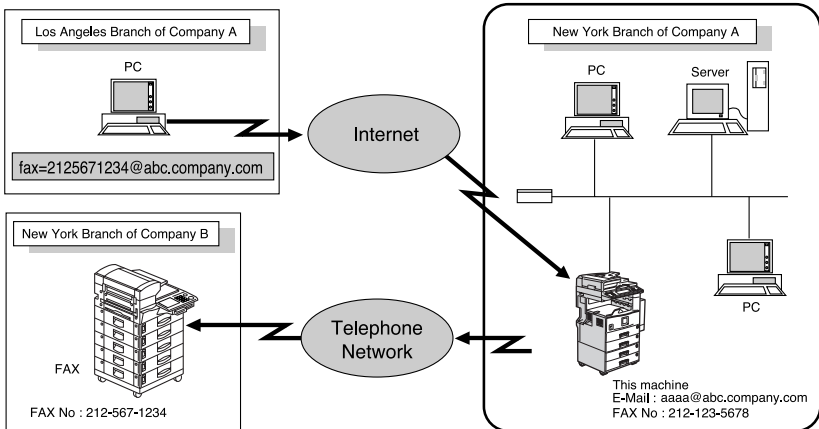 Los Angeles Branch of Company A
PC
fax=2125671234@abc.company.com
Internet
New York Branch of Company A
PC
Server
PC
This machine
E-Mail : aaaa@abc.company.com
FAX No : 212-123-5678
New York Branch of Company B
FAX
FAX No : 212-567-1234
Telephone
Network